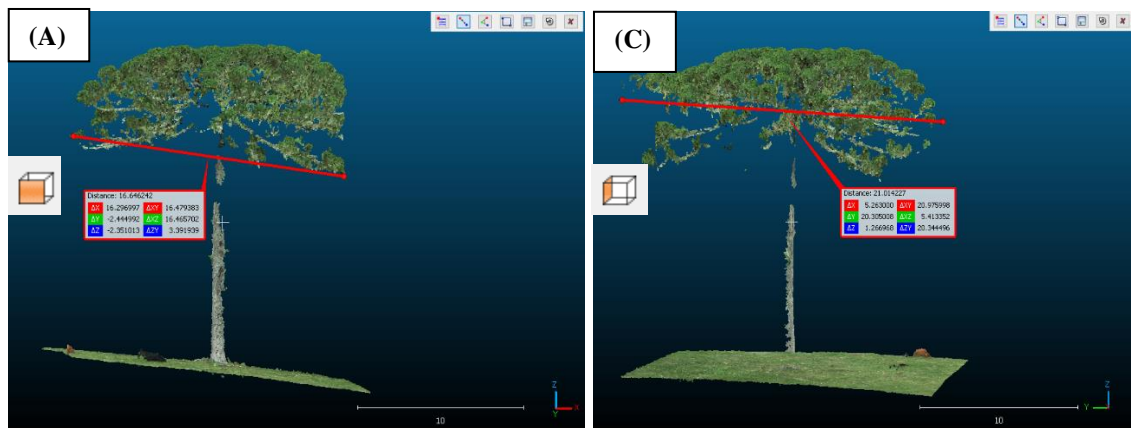 (A)
Distance: 16.646242
ΔX 16.296997 ΔXY 16.479383
ΔY -2.444992 ΔXZ 16.465702
ΔZ -2.351013 ΔZY 3.391939
Z
X
Y
10
(C)
Distance: 21.014227
ΔX 5.263000 ΔXY 20.975998
ΔY 20.305008 ΔXZ 5.413352
ΔZ 1.266968 ΔZY 20.344496
Z
Y
10